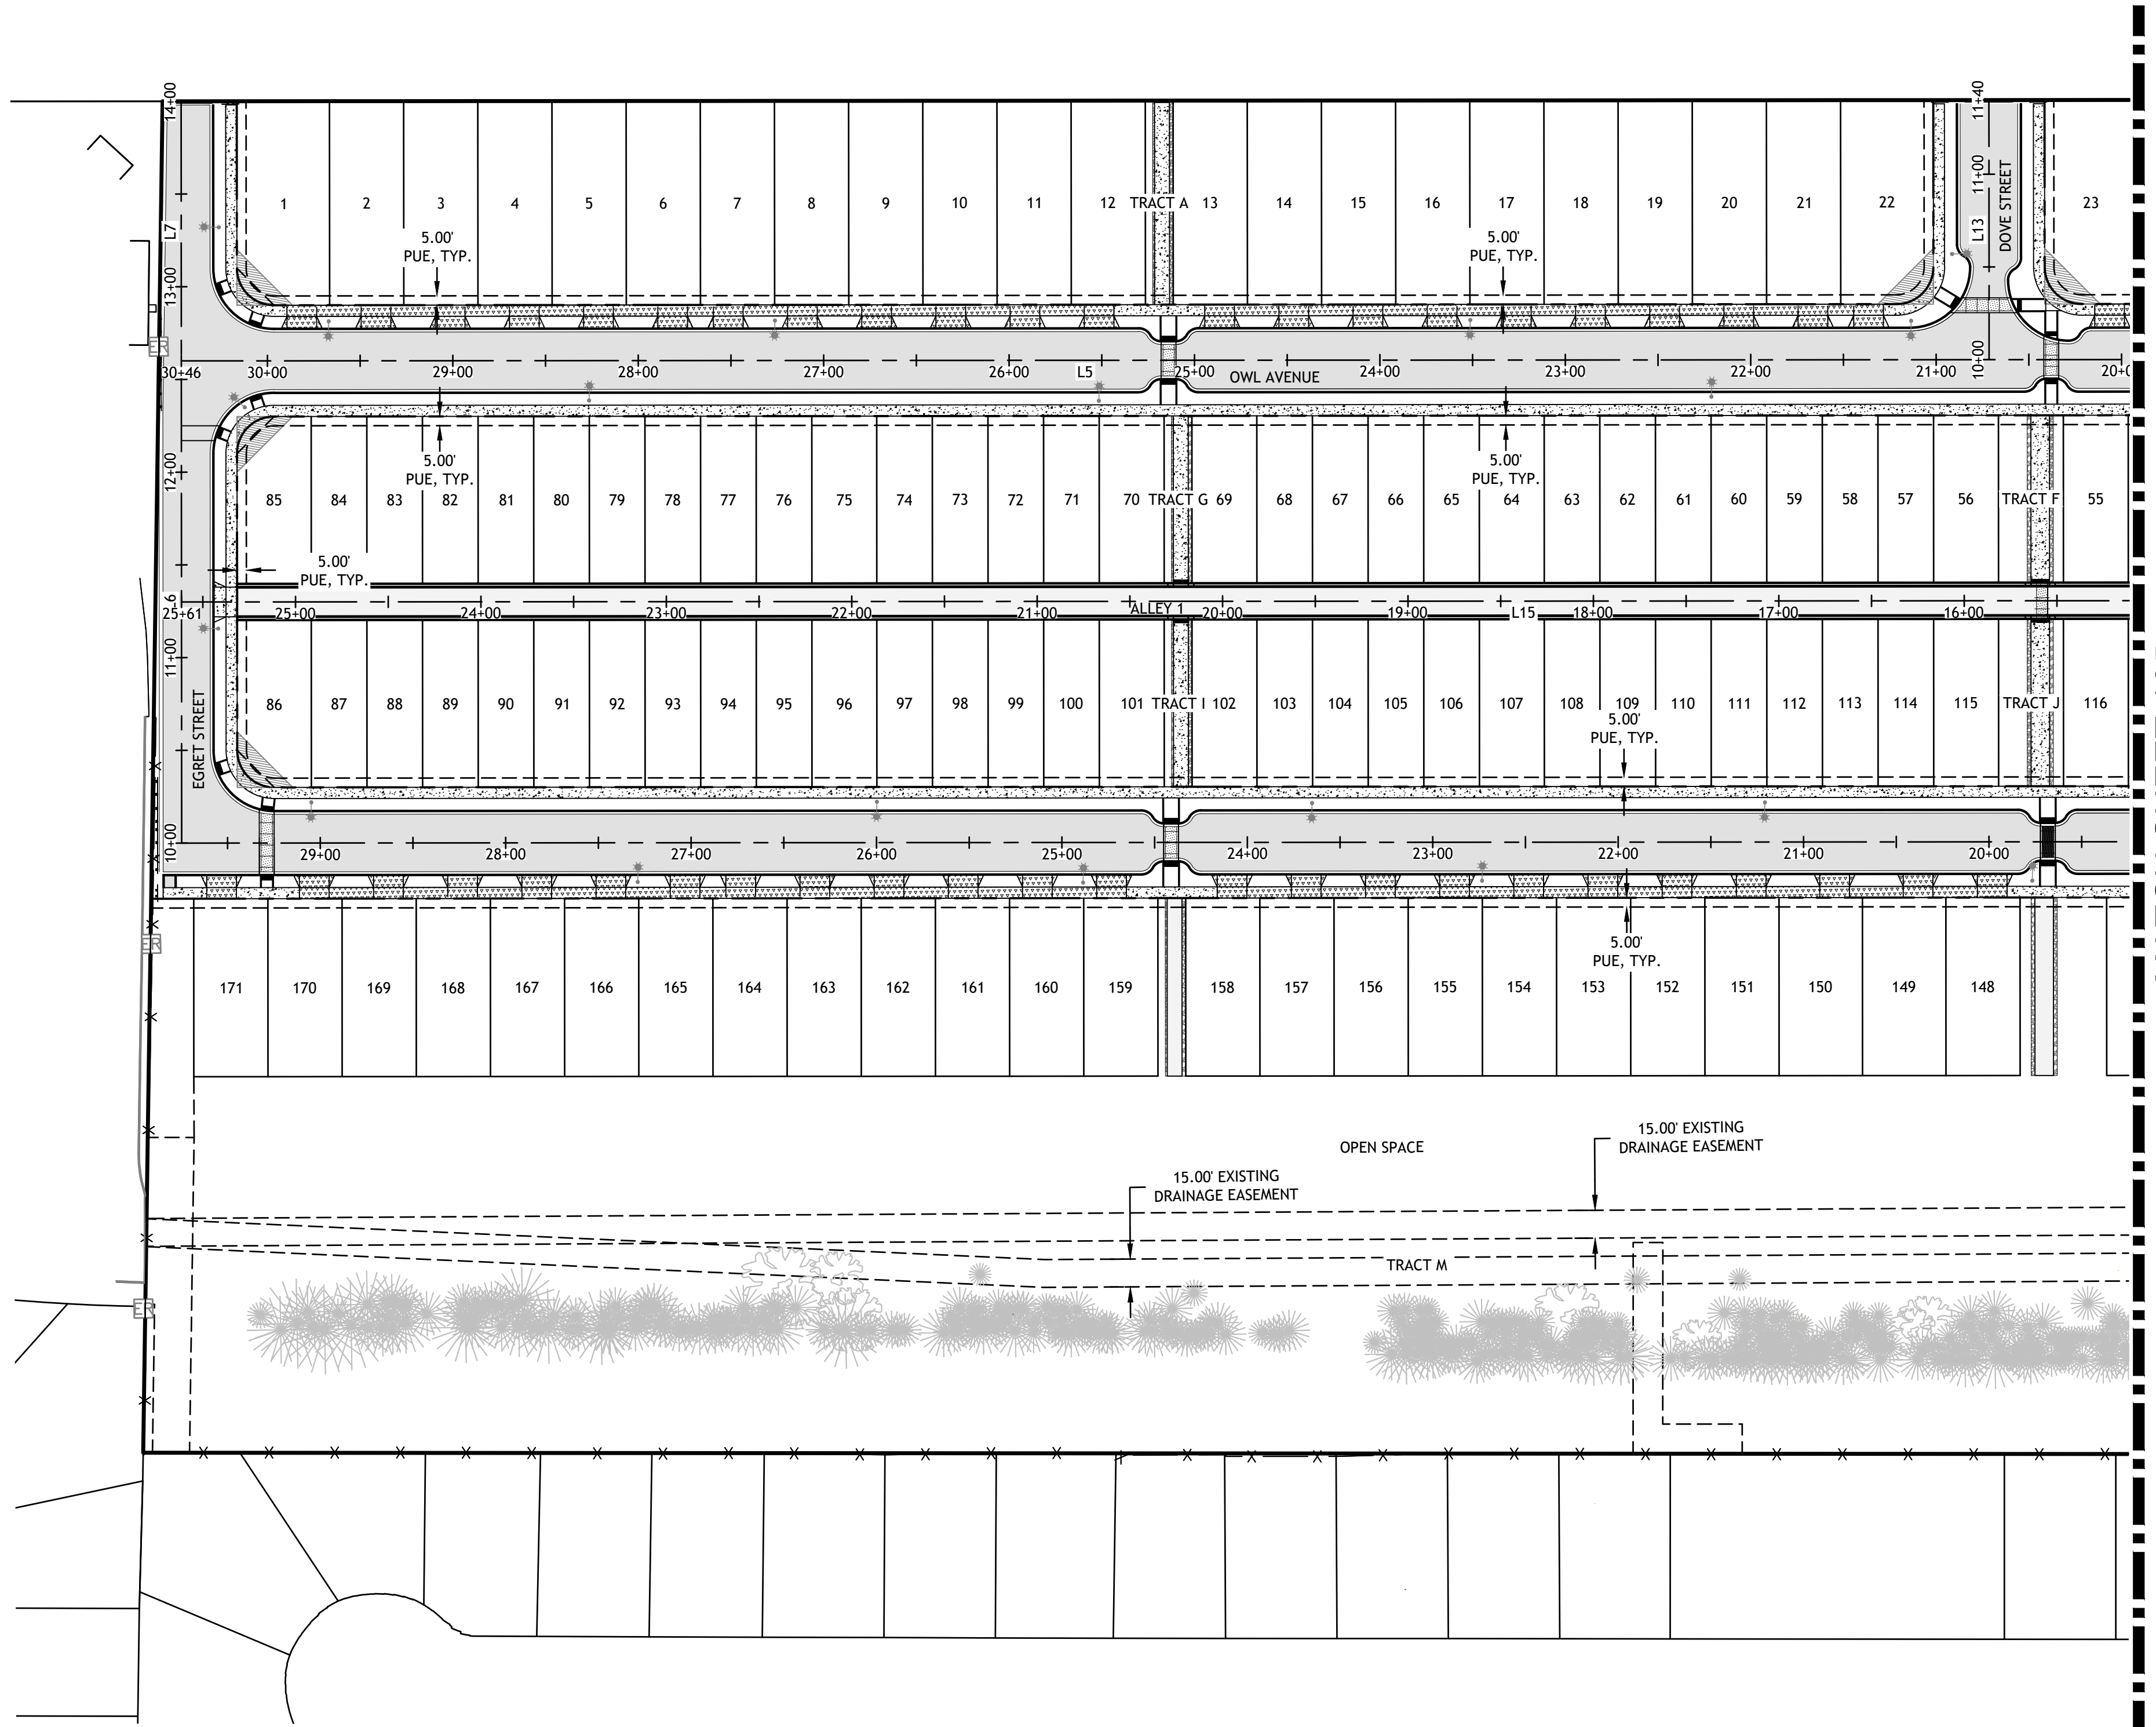 14+00
11+40
11+00
DOVE STREET
L13
1 2 3 4 5 6 7 8 9 10 11 12 TRACT A 13 14 15 16 17 18 19 20 21 22 23
L7
5.00'
PUE, TYP.
5.00'
PUE, TYP.
13+00
10+00
30+46 30+00 29+00 28+00 27+00 26+00 L5 25+00 OWL AVENUE 24+00 23+00 22+00 21+00
12+00
5.00'
PUE, TYP.
5.00'
PUE, TYP.
85 84 83 82 81 80 79 78 77 76 75 74 73 72 71 70 TRACT G 69 68 67 66 65 64 63 62 61 60 59 58 57 56 TRACT F 55
5.00'
PUE, TYP.
25+61 25+00 24+00 23+00 22+00 21+00 ALLEY 1 20+00 19+00 L15 18+00 17+00 16+00
11+00
EGRET STREET
86 87 88 89 90 91 92 93 94 95 96 97 98 99 100 101 TRACT I 102 103 104 105 106 107 108 109 110 111 112 113 114 115 TRACT J 116
5.00'
PUE, TYP.
10+00
29+00 28+00 27+00 26+00 25+00 24+00 23+00 22+00 21+00 20+00
5.00'
PUE, TYP.
171 170 169 168 167 166 165 164 163 162 161 160 159 158 157 156 155 154 153 152 151 150 149 148
OPEN SPACE
15.00' EXISTING
DRAINAGE EASEMENT
15.00' EXISTING
DRAINAGE EASEMENT
TRACT M
ER
ER
ER